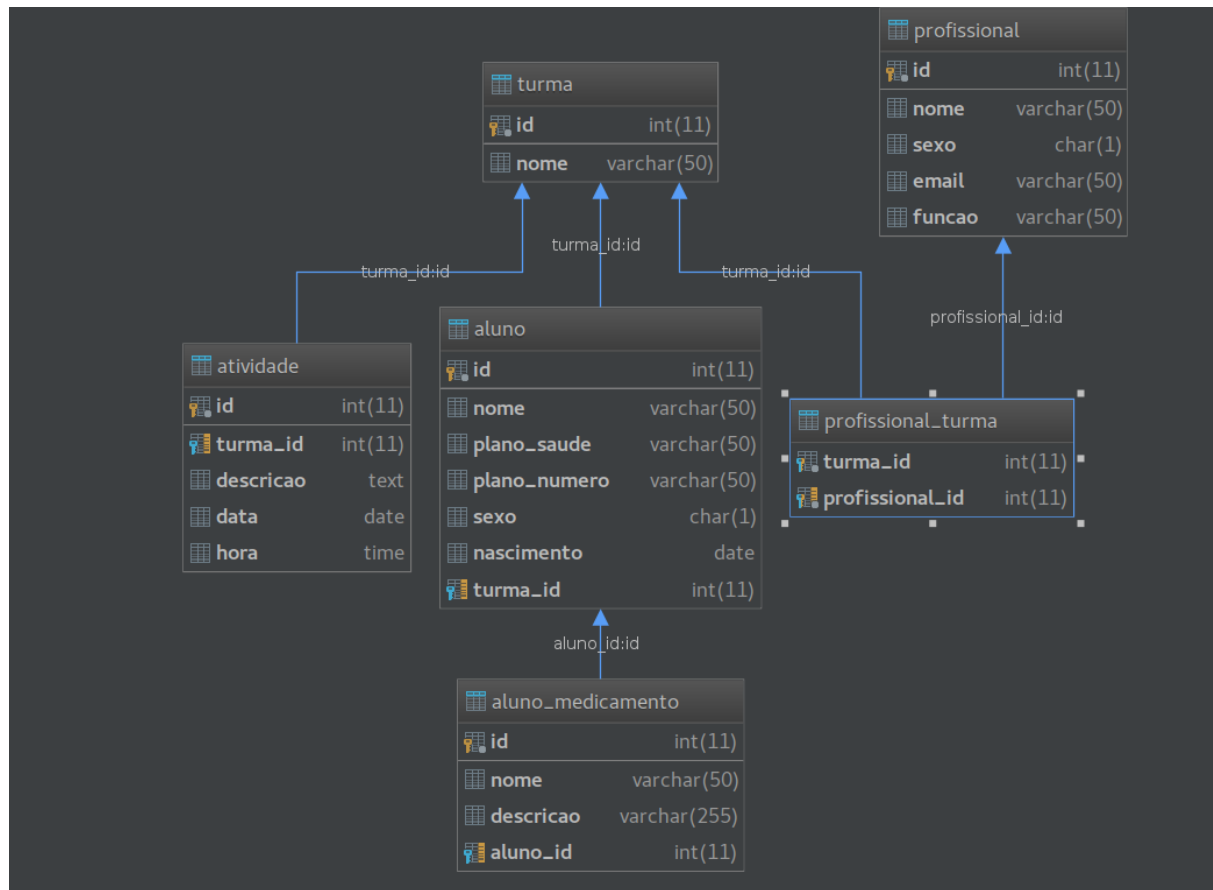 profissional
id int(11)
nome varchar(50)
sexo char(1)
email varchar(50)
funcao varchar(50)
turma
id int(11)
nome varchar(50)
turma_id:id
turma_id:id
turma_id:id
profissional_id:id
atividade
id int(11)
turma_id int(11)
descricao text
data date
hora time
aluno
id int(11)
nome varchar(50)
plano_saude varchar(50)
plano_numero varchar(50)
sexo char(1)
nascimento date
turma_id int(11)
profissional_turma
turma_id int(11)
profissional_id int(11)
aluno_id:id
aluno_medicamento
id int(11)
nome varchar(50)
descricao varchar(255)
aluno_id int(11)